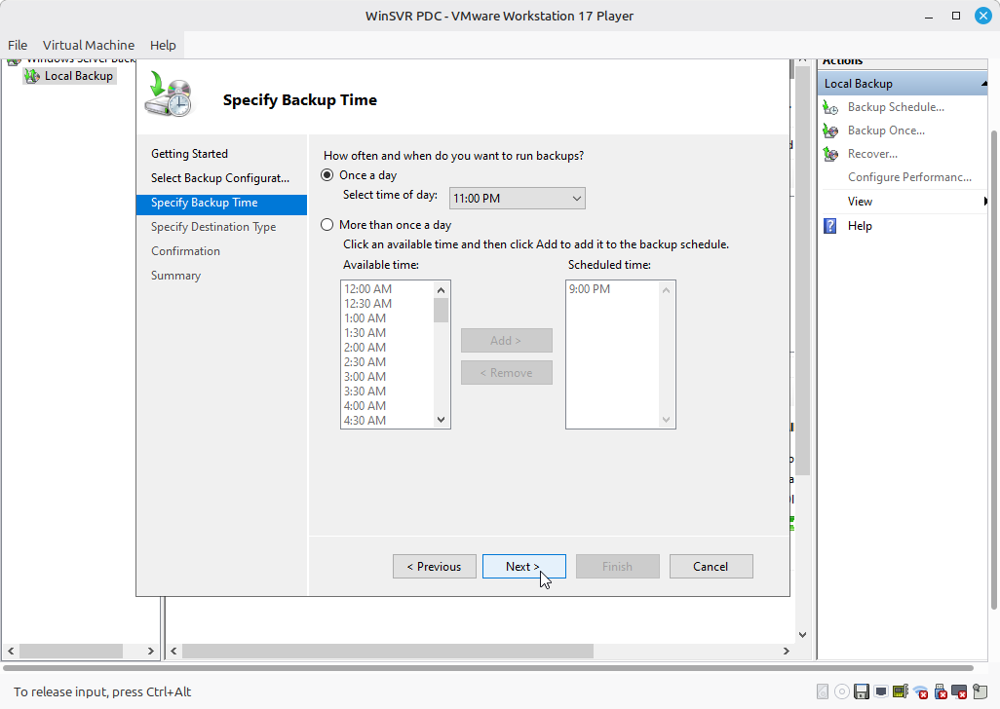 WinSVR PDC - VMware Workstation 17 Player
File Virtual Machine Help
Windows Server Back
Local Backup
Specify Backup Time
Getting Started
Select Backup Configurat...
Specify Backup Time
Specify Destination Type
Confirmation
Summary
How often and when do you want to run backups?
Once a day
Select time of day: 11:00 PM
More than once a day
Click an available time and then click Add to add it to the backup schedule.
Available time: Scheduled time:
12:00 AM
12:30 AM
1:00 AM
1:30 AM
2:00 AM
2:30 AM
3:00 AM
3:30 AM
4:00 AM
4:30 AM
Add >
< Remove
9:00 PM
< Previous Next > Finish Cancel
Actions
Local Backup
Backup Schedule...
Backup Once...
Recover...
Configure Performanc...
View
Help
To release input, press Ctrl+Alt